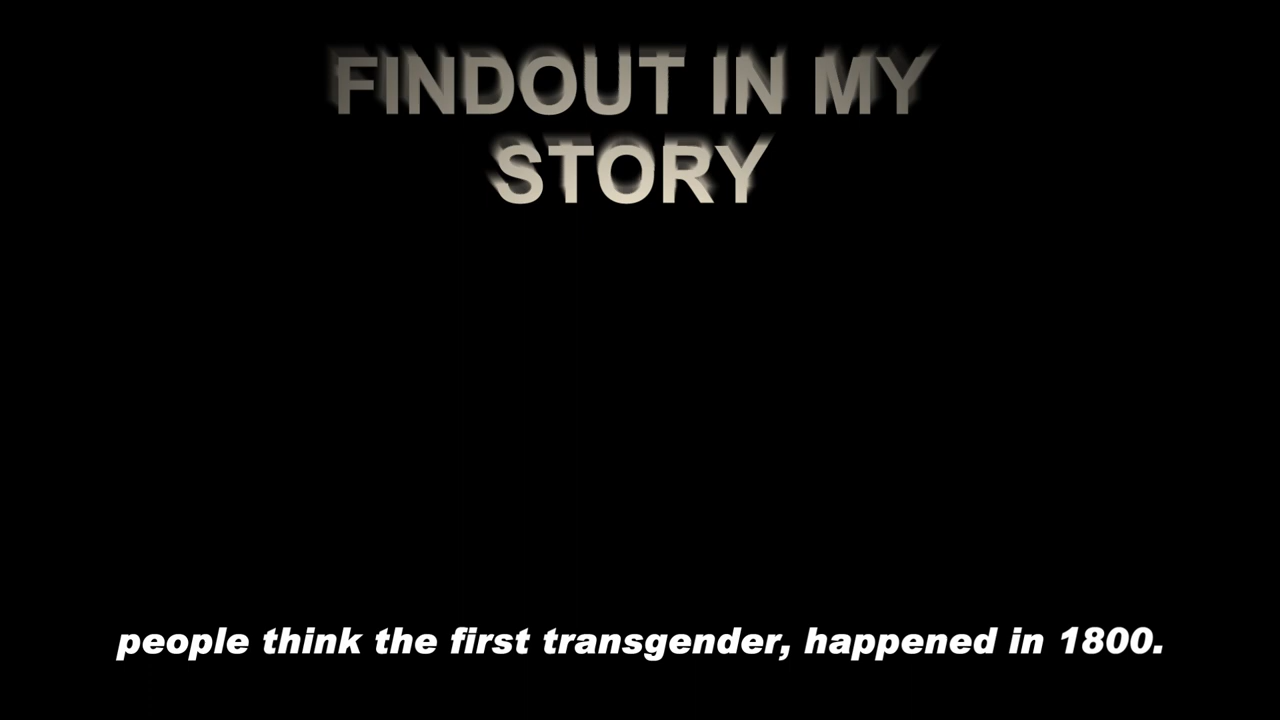 FINDOUT IN MY
STORY
people think the first transgender, happened in 1800.